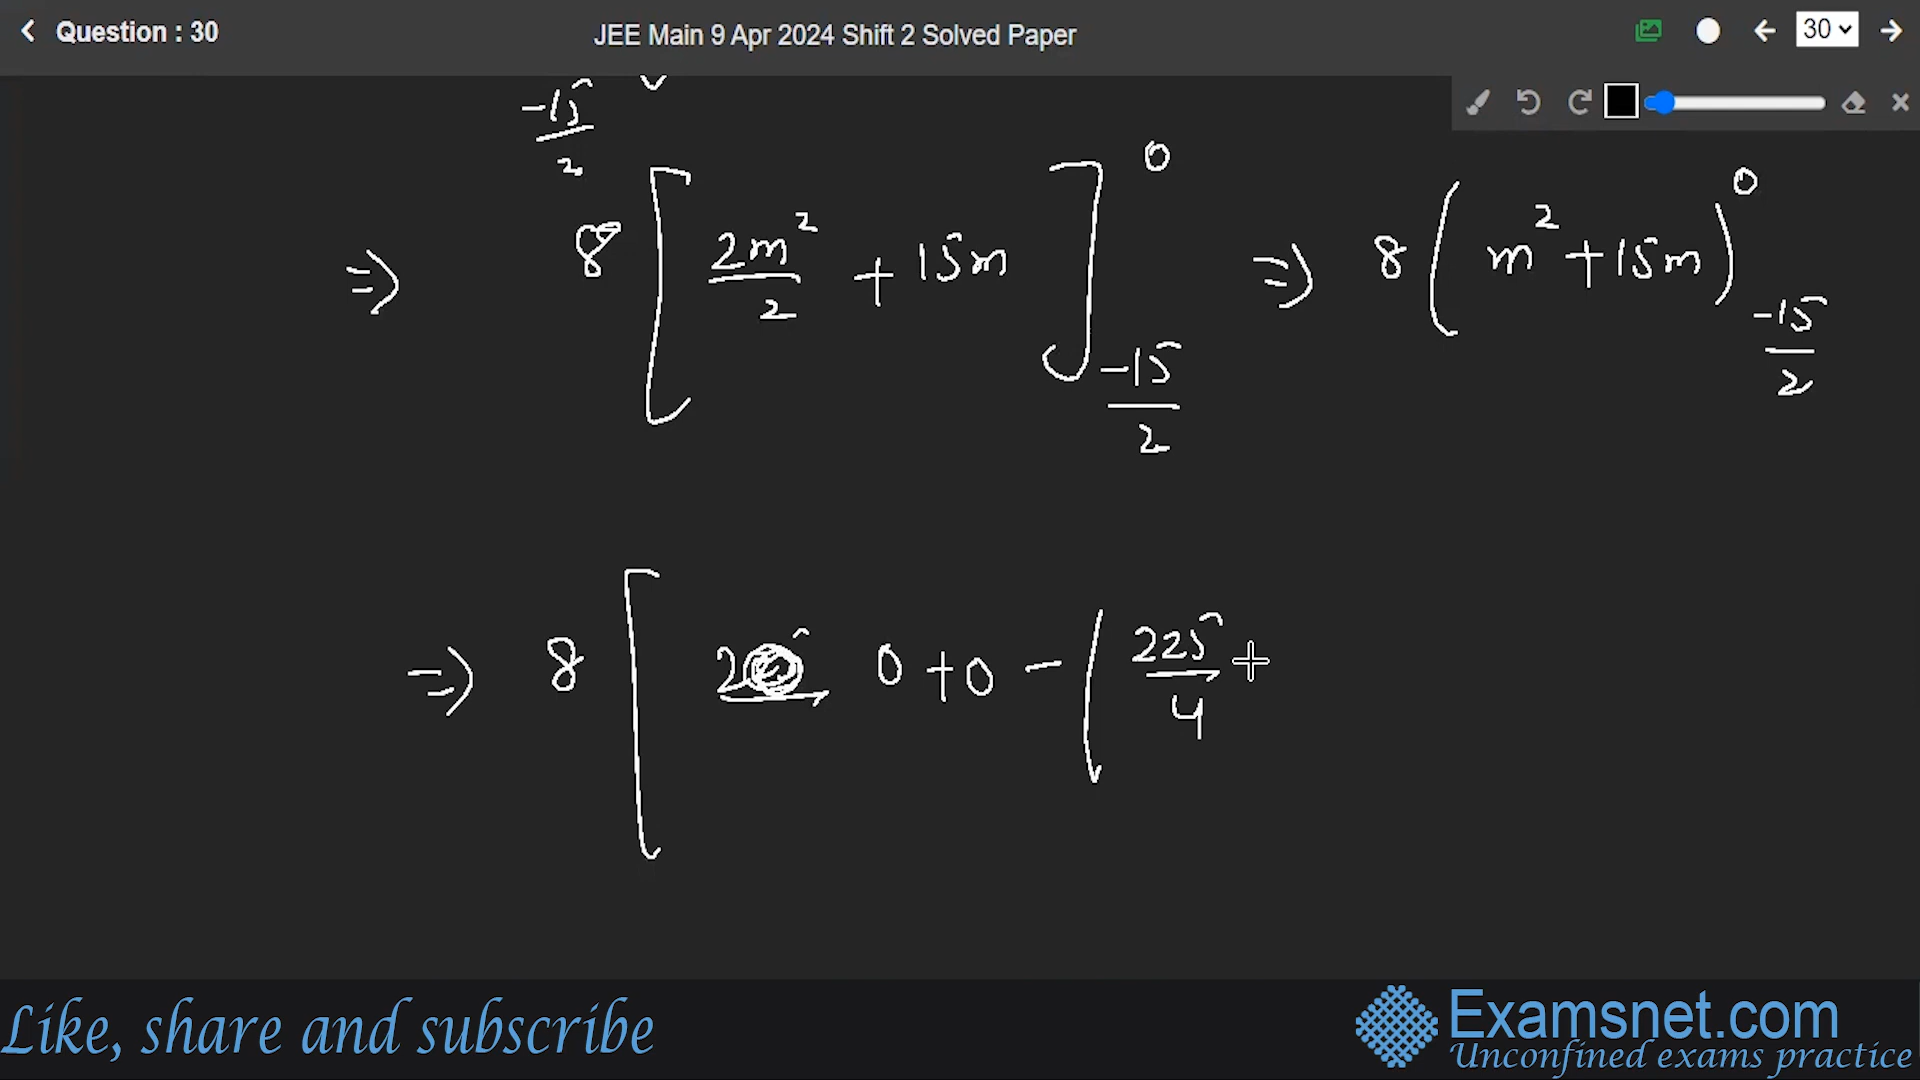 Question : 30
JEE Main 9 Apr 2024 Shift 2 Solved Paper
30
-15/2
=> 8 [ 2m²/2 + 15m ]⁰ -15/2 => 8 ( m² + 15m )⁰ -15/2
=> 8 [ 0 + 0 - ( 225/4 +
Like, share and subscribe
Examsnet.com
Unconfined exams practice